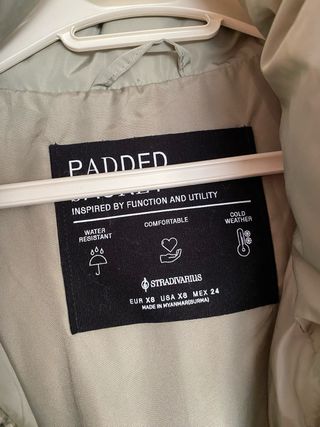 PADDED
INSPIRED BY FUNCTION AND UTILITY
WATER RESISTANT
COMFORTABLE
COLD WEATHER
STRADIVARIUS
EUR XS USA XS MEX 24
MADE IN MYANMAR(BURMA)